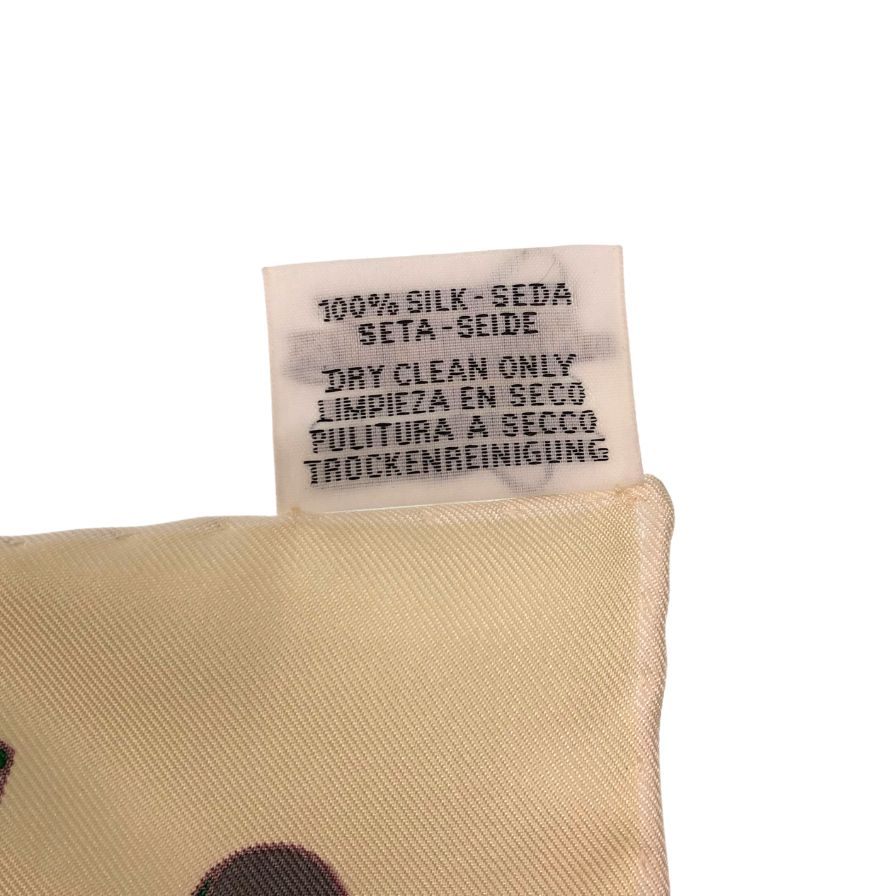 100% SILK - SEDA
SETA - SEIDE
DRY CLEAN ONLY
LIMPIEZA EN SECO
PULITURA A SECCO
TROCKENREINIGUNG